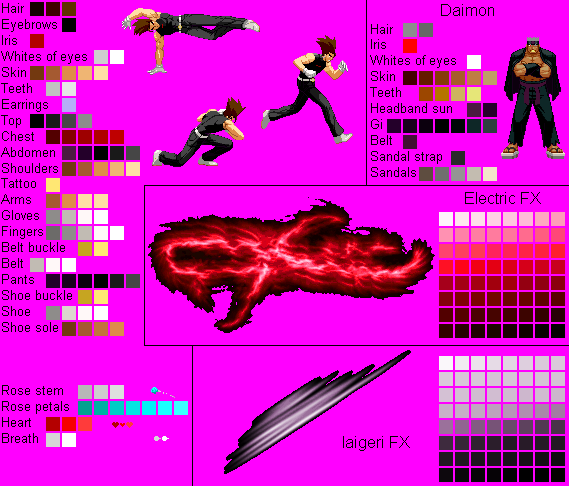 Hair
Eyebrows
Iris
Whites of eyes
Skin
Teeth
Earrings
Top
Chest
Abdomen
Shoulders
Tattoo
Arms
Gloves
Fingers
Belt buckle
Belt
Pants
Shoe buckle
Shoe
Shoe sole
Rose stem
Rose petals
Heart
Breath
Daimon
Hair
Iris
Whites of eyes
Skin
Teeth
Headband sun
Gi
Belt
Sandal strap
Sandals
Electric FX
Iaigeri FX